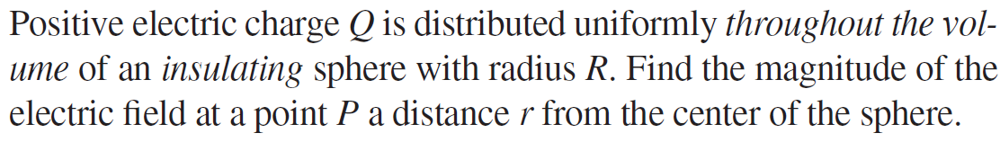 Positive electric charge Q is distributed uniformly throughout the vol-
ume of an insulating sphere with radius R. Find the magnitude of the
electric field at a point P a distance r from the center of the sphere.